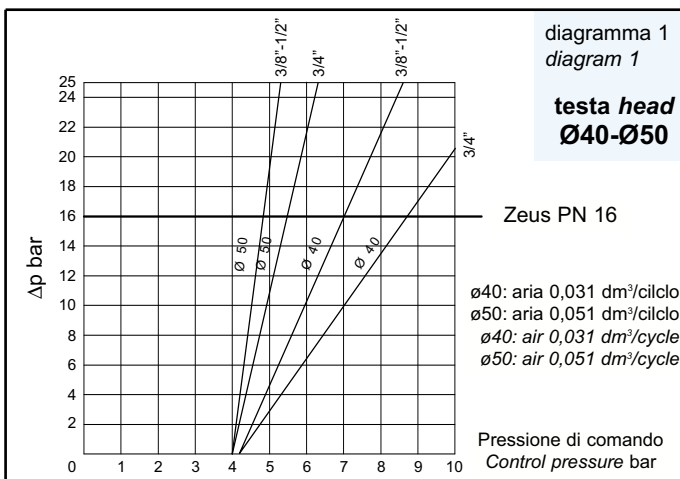 diagramma 1
diagram 1
testa head
Ø40-Ø50
3/8"-1/2"
3/4"
3/8"-1/2"
3/4"
25
24
22
20
18
16
14
12
10
8
6
4
2
Δp bar
Ø 50
Ø 50
Ø 40
Ø 40
Zeus PN 16
ø40: aria 0,031 dm³/cilclo
ø50: aria 0,051 dm³/cilclo
ø40: air 0,031 dm³/cycle
ø50: air 0,051 dm³/cycle
0 1 2 3 4 5 6 7 8 9 10
Pressione di comando
Control pressure bar